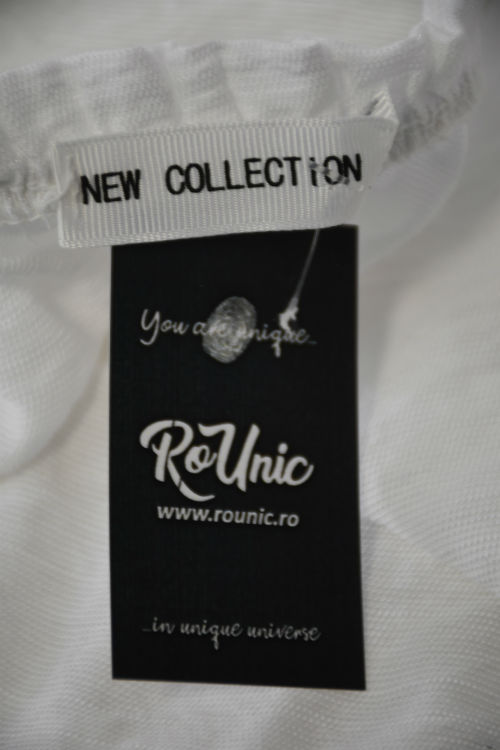 NEW COLLECTION
You are unique...
RoUnic
www.rounic.ro
...in unique universe